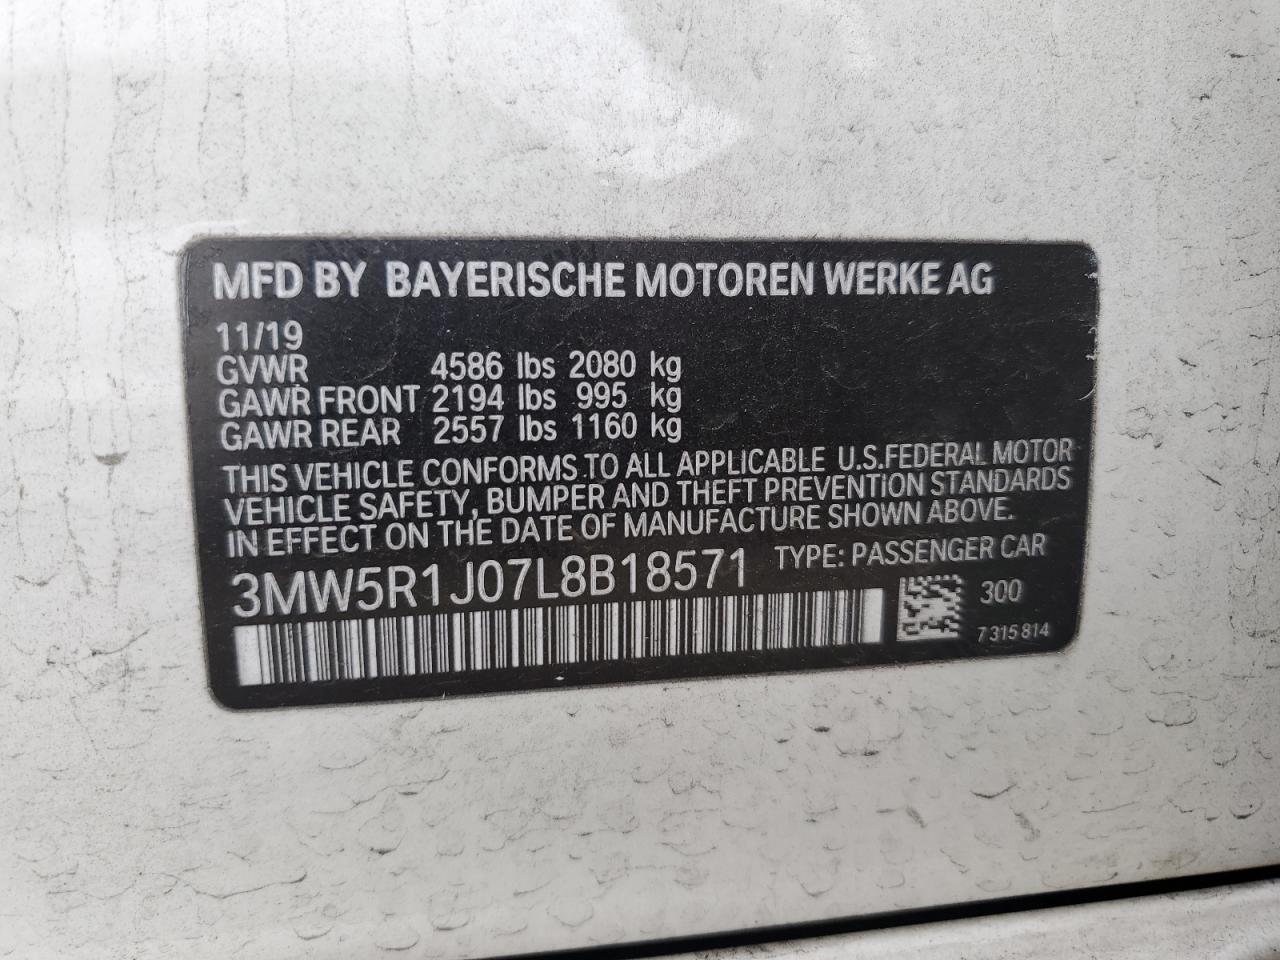 MFD BY BAYERISCHE MOTOREN WERKE AG
11/19
GVWR 4586 lbs 2080 kg
GAWR FRONT 2194 lbs 995 kg
GAWR REAR 2557 lbs 1160 kg
THIS VEHICLE CONFORMS TO ALL APPLICABLE U.S.FEDERAL MOTOR
VEHICLE SAFETY, BUMPER AND THEFT PREVENTION STANDARDS
IN EFFECT ON THE DATE OF MANUFACTURE SHOWN ABOVE.
3MW5R1J07L8B18571 TYPE: PASSENGER CAR
300
7315814